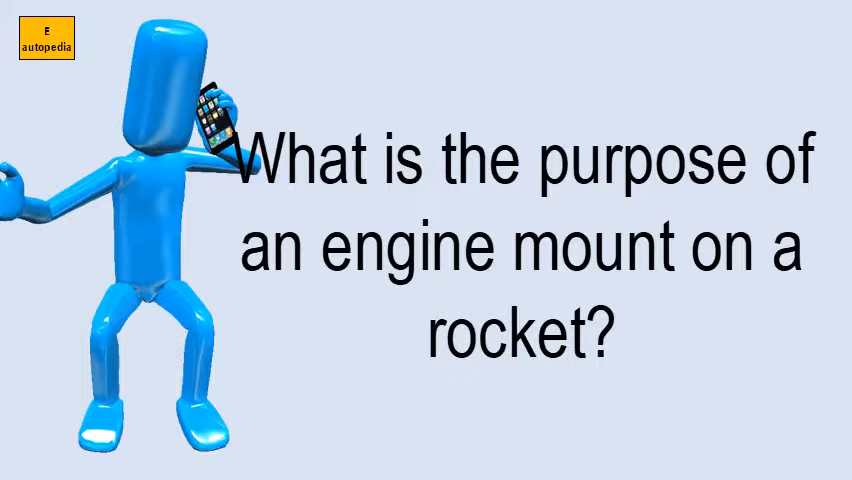 E
autopedia
What is the purpose of
an engine mount on a
rocket?